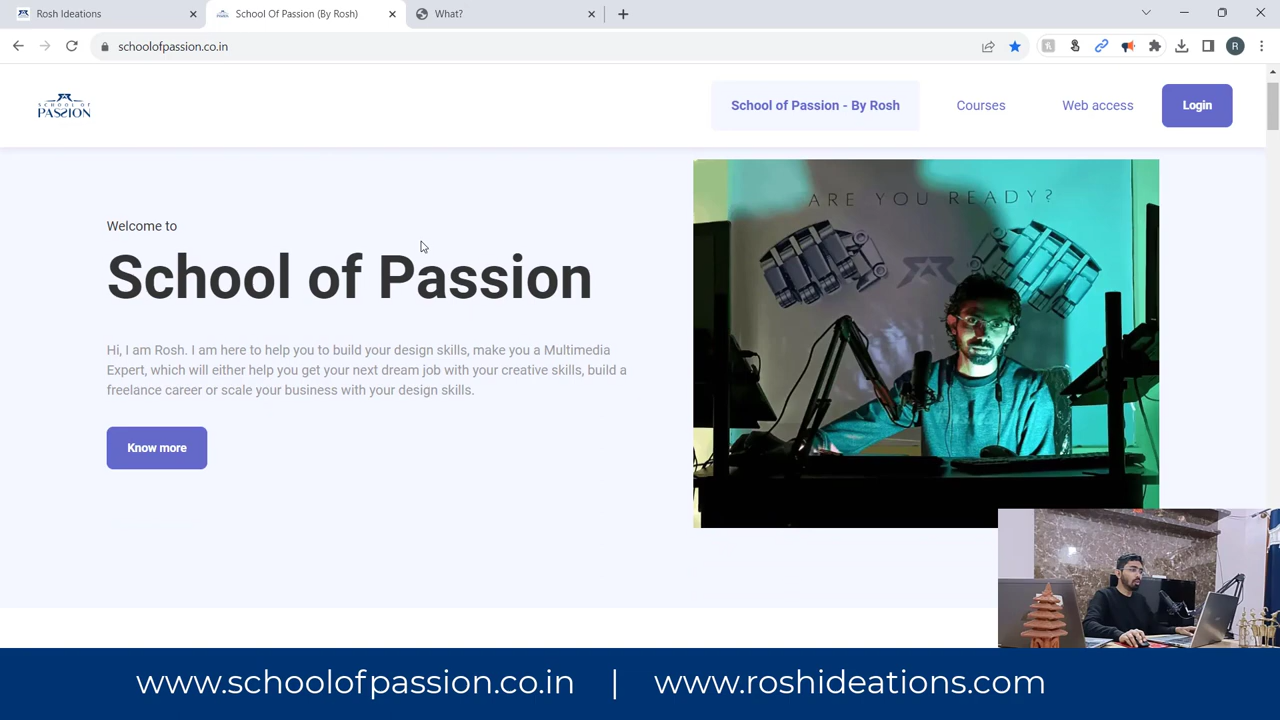 Rosh Ideations
School Of Passion (By Rosh)
What?
schoolofpassion.co.in
R
SCHOOL OF
PASSION
School of Passion - By Rosh
Courses
Web access
Login
Welcome to
School of Passion
Hi, I am Rosh. I am here to help you to build your design skills, make you a Multimedia
Expert, which will either help you get your next dream job with your creative skills, build a
freelance career or scale your business with your design skills.
Know more
ARE YOU READY?
www.schoolofpassion.co.in | www.roshideations.com